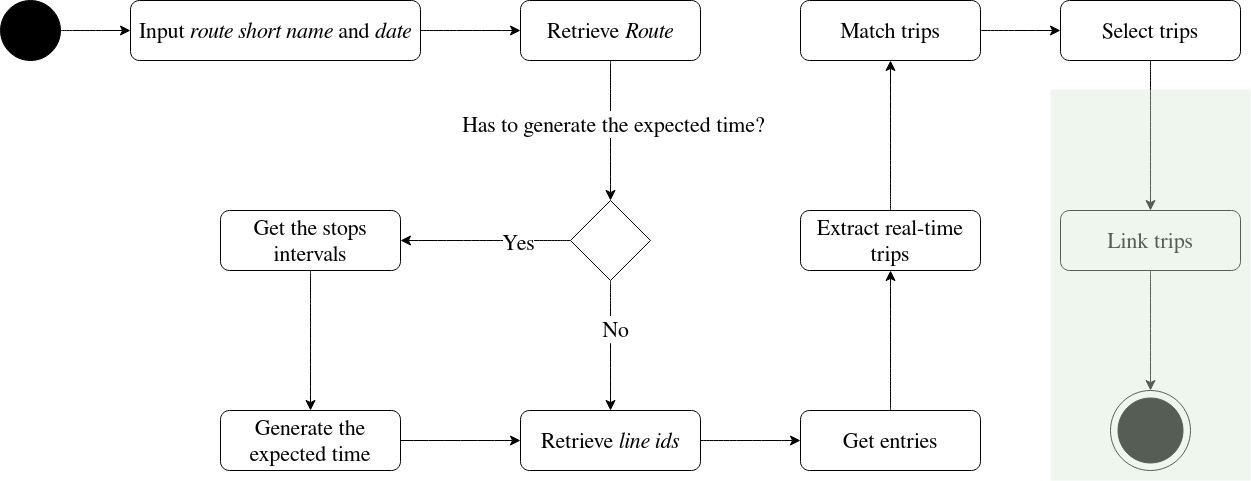 Input route short name and date
Retrieve Route
Match trips
Select trips
Has to generate the expected time?
Get the stops
intervals
Yes
Extract real-time
trips
Link trips
No
Generate the
expected time
Retrieve line ids
Get entries